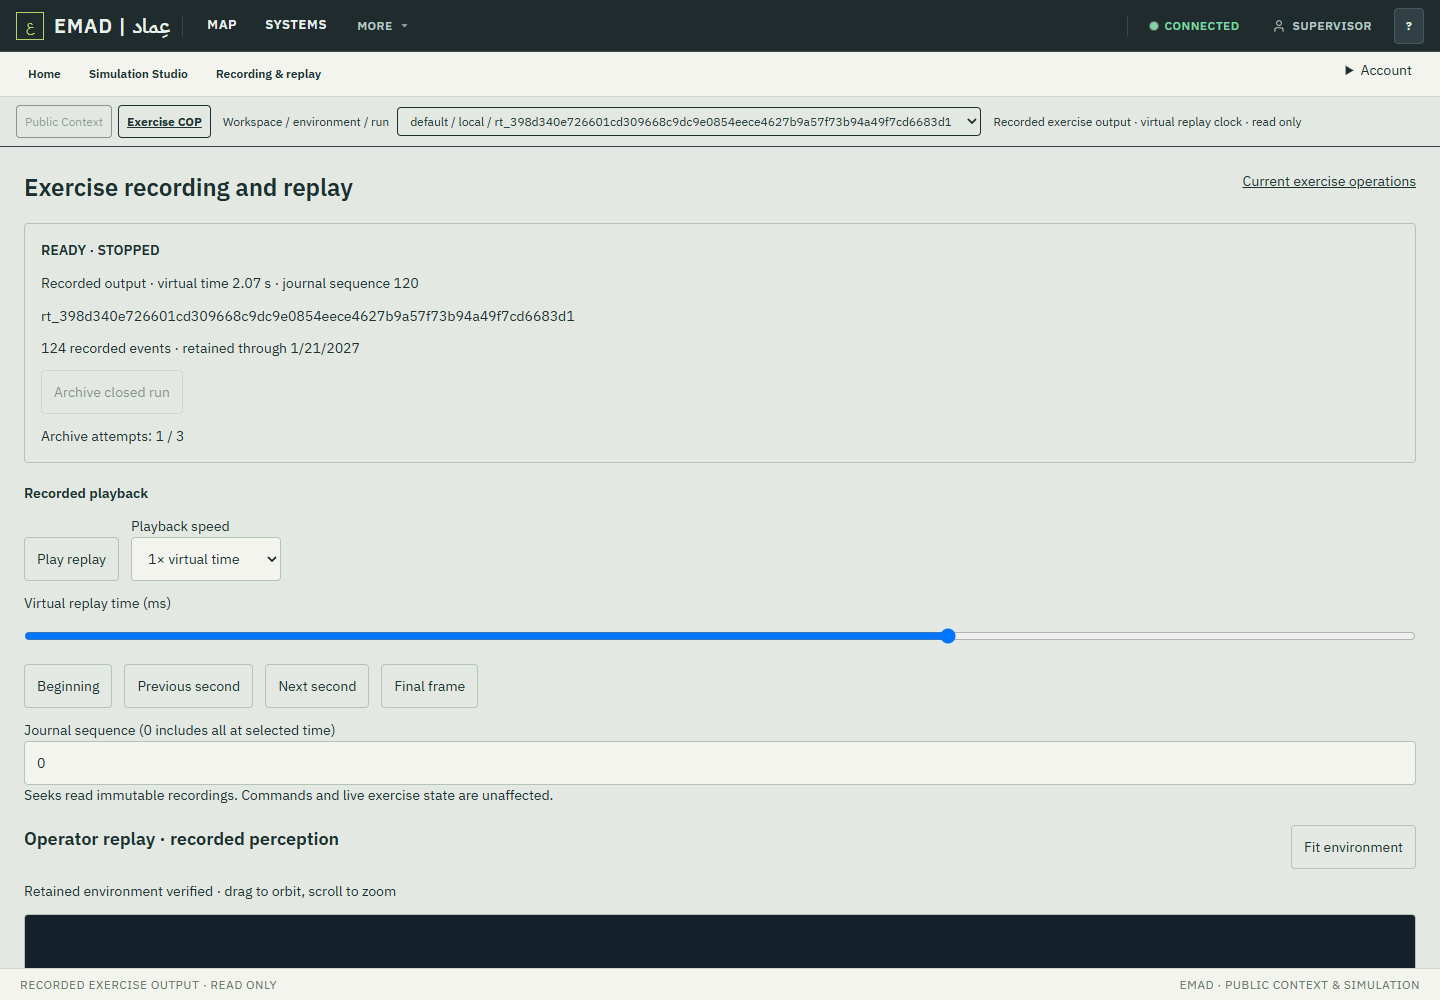 ع EMAD | عِماد MAP SYSTEMS MORE CONNECTED SUPERVISOR ?
Home Simulation Studio Recording & replay Account
Public Context Exercise COP Workspace / environment / run default / local / rt_398d340e726601cd309668c9dc9e0854eece4627b9a57f73b94a49f7cd6683d1 Recorded exercise output · virtual replay clock · read only
Exercise recording and replay Current exercise operations
READY · STOPPED
Recorded output · virtual time 2.07 s · journal sequence 120
rt_398d340e726601cd309668c9dc9e0854eece4627b9a57f73b94a49f7cd6683d1
124 recorded events · retained through 1/21/2027
Archive closed run
Archive attempts: 1 / 3
Recorded playback
Playback speed
Play replay 1× virtual time
Virtual replay time (ms)
Beginning Previous second Next second Final frame
Journal sequence (0 includes all at selected time)
0
Seeks read immutable recordings. Commands and live exercise state are unaffected.
Operator replay · recorded perception Fit environment
Retained environment verified · drag to orbit, scroll to zoom
RECORDED EXERCISE OUTPUT · READ ONLY EMAD · PUBLIC CONTEXT & SIMULATION